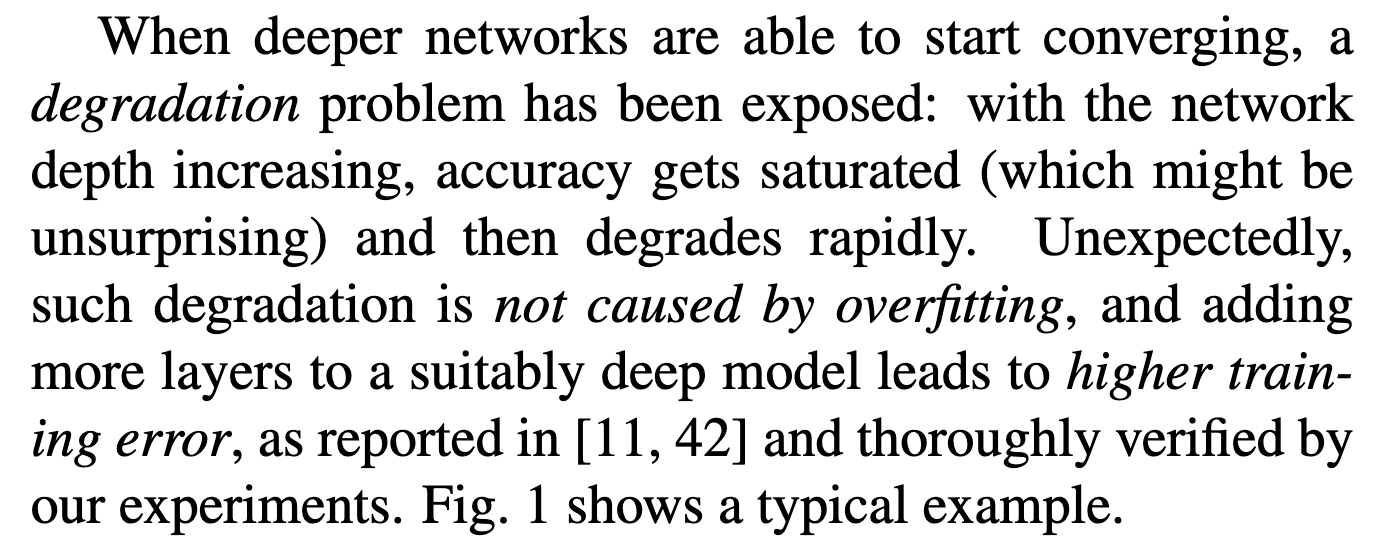 When deeper networks are able to start converging, a
degradation problem has been exposed: with the network
depth increasing, accuracy gets saturated (which might be
unsurprising) and then degrades rapidly. Unexpectedly,
such degradation is not caused by overfitting, and adding
more layers to a suitably deep model leads to higher train-
ing error, as reported in [11, 42] and thoroughly verified by
our experiments. Fig. 1 shows a typical example.